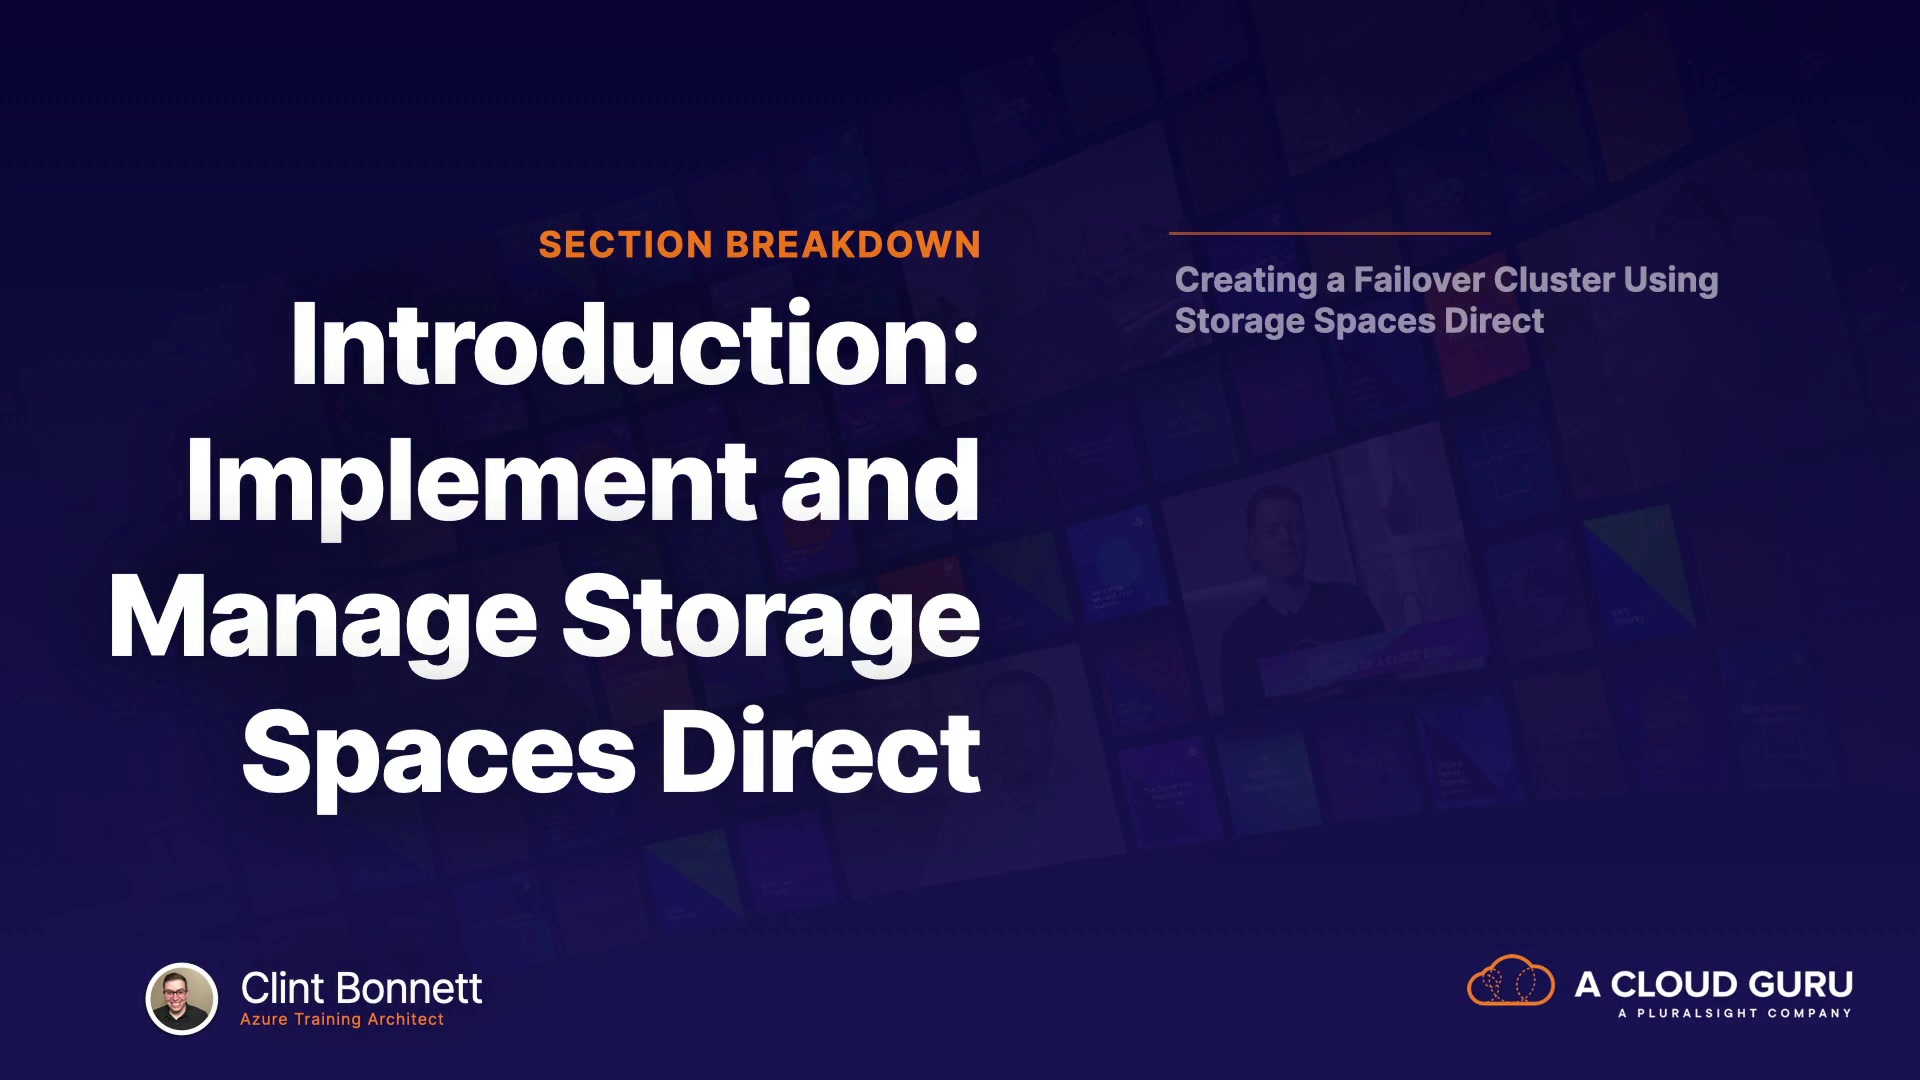 SECTION BREAKDOWN
Introduction:
Implement and
Manage Storage
Spaces Direct
Creating a Failover Cluster Using
Storage Spaces Direct
Clint Bonnett
Azure Training Architect
A CLOUD GURU
A PLURALSIGHT COMPANY